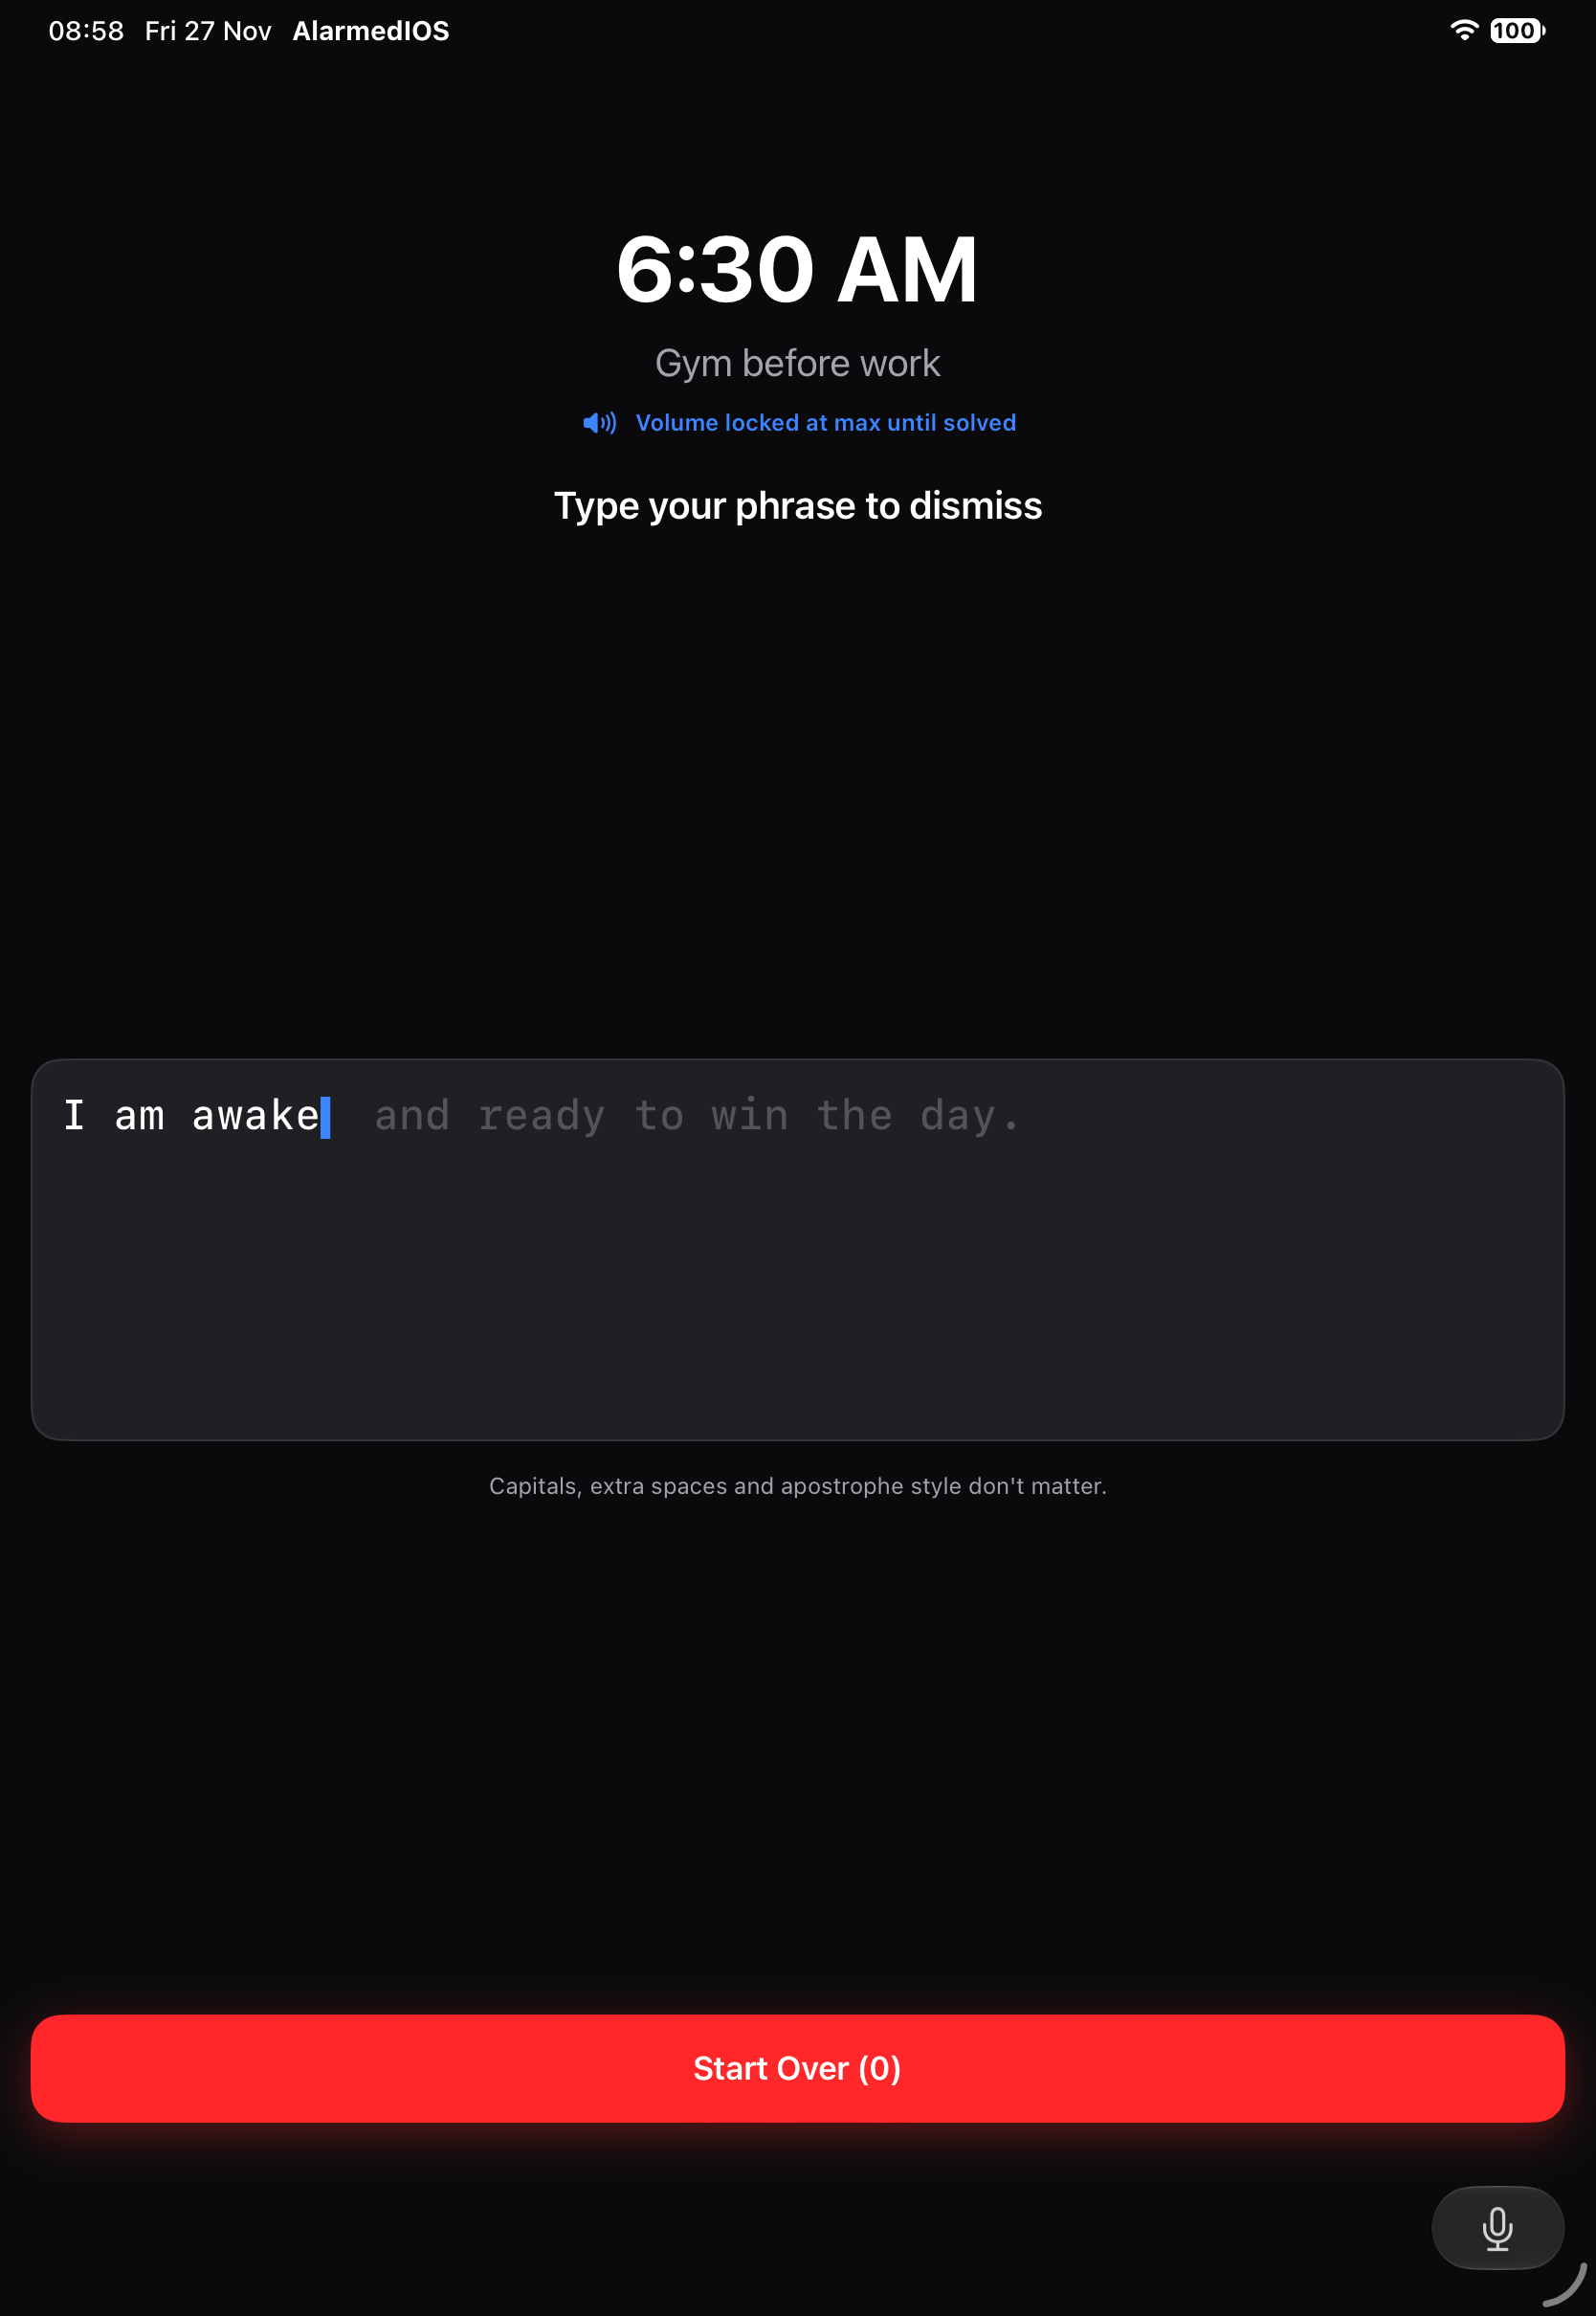 08:58 Fri 27 Nov AlarmedIOS 100
6:30 AM
Gym before work
Volume locked at max until solved
Type your phrase to dismiss
I am awake and ready to win the day.
Capitals, extra spaces and apostrophe style don't matter.
Start Over (0)